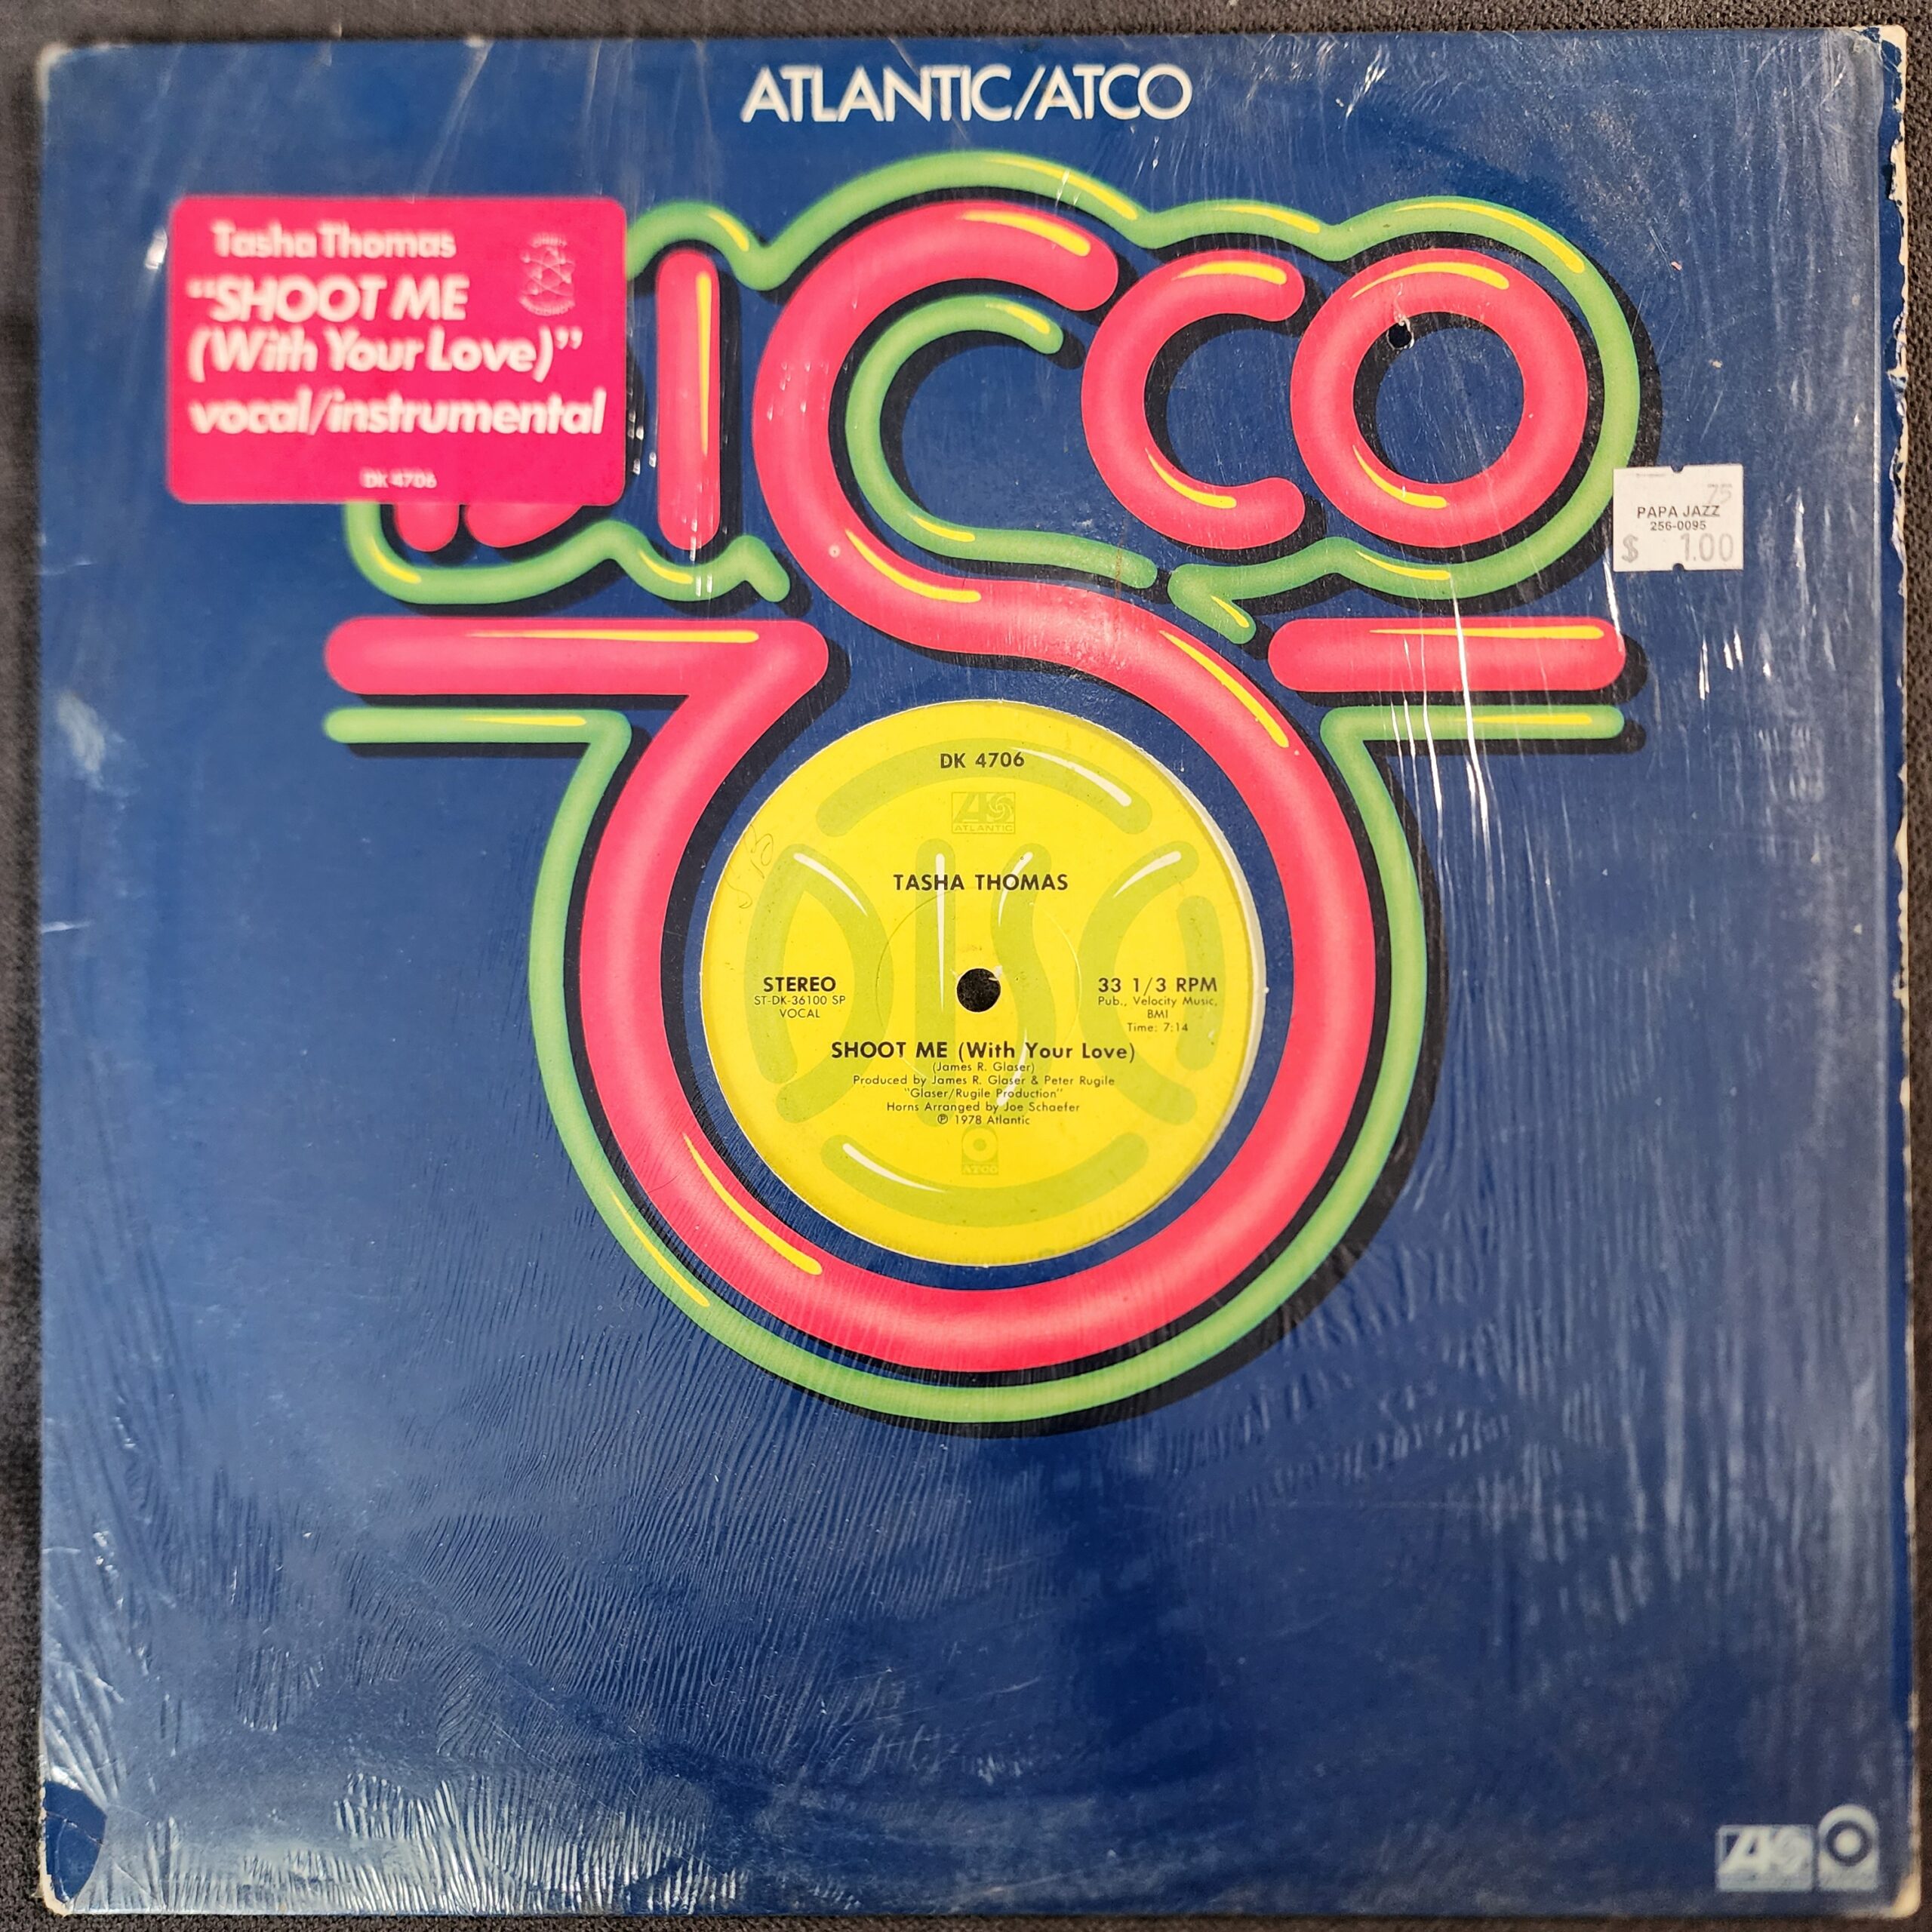 ATLANTIC/ATCO
Tasha Thomas
"SHOOT ME
(With Your Love)"
vocal/instrumental
DK 4706
DISCO
75
PAPA JAZZ
256-0095
$ 1.00
DK 4706
ATLANTIC
TASHA THOMAS
DISCO
STEREO
ST-DK-36100 SP
VOCAL
33 1/3 RPM
Pub., Velocity Music,
BMI
Time: 7:14
SHOOT ME (With Your Love)
(James R. Glaser)
Produced by James R. Glaser & Peter Rugile
"Glaser/Rugile Production"
Horns Arranged by Joe Schaefer
℗ 1978 Atlantic
ATCO